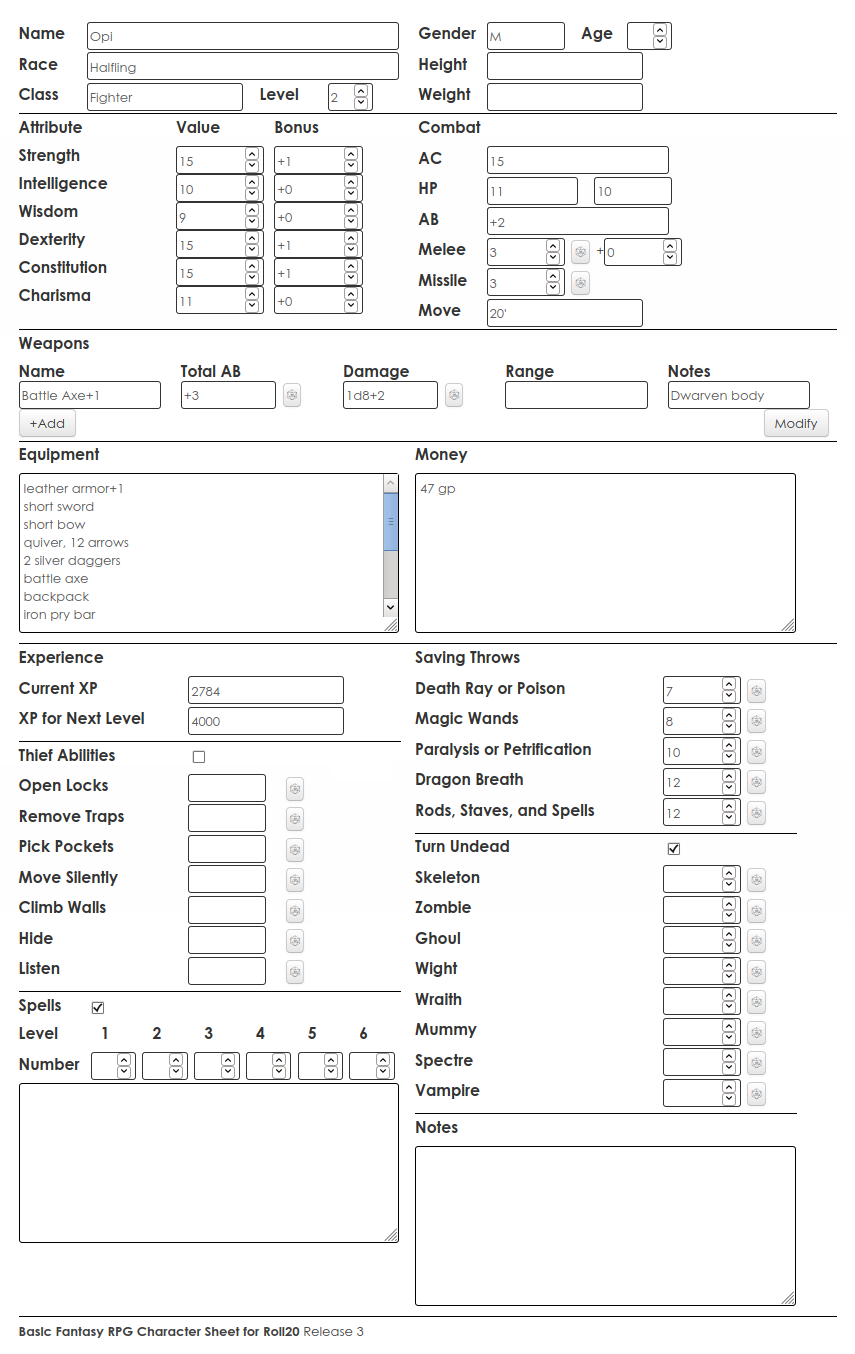 Name Opi Gender M Age
Race Halfling Height
Class Fighter Level 2 Weight
Attribute Value Bonus Combat
Strength 15 +1 AC 15
Intelligence 10 +0 HP 11 10
Wisdom 9 +0 AB +2
Dexterity 15 +1 Melee 3 + 0
Constitution 15 +1 Missile 3
Charisma 11 +0 Move 20'
Weapons
Name Total AB Damage Range Notes
Battle Axe+1 +3 1d8+2 Dwarven body
+Add Modify
Equipment Money
leather armor+1 47 gp
short sword
short bow
quiver, 12 arrows
2 silver daggers
battle axe
backpack
iron pry bar
Experience
Current XP 2784
XP for Next Level 4000
Thief Abilities
Open Locks
Remove Traps
Pick Pockets
Move Silently
Climb Walls
Hide
Listen
Spells
Level 1 2 3 4 5 6
Number
Saving Throws
Death Ray or Poison 7
Magic Wands 8
Paralysis or Petrification 10
Dragon Breath 12
Rods, Staves, and Spells 12
Turn Undead
Skeleton
Zombie
Ghoul
Wight
Wraith
Mummy
Spectre
Vampire
Notes
Basic Fantasy RPG Character Sheet for Roll20 Release 3